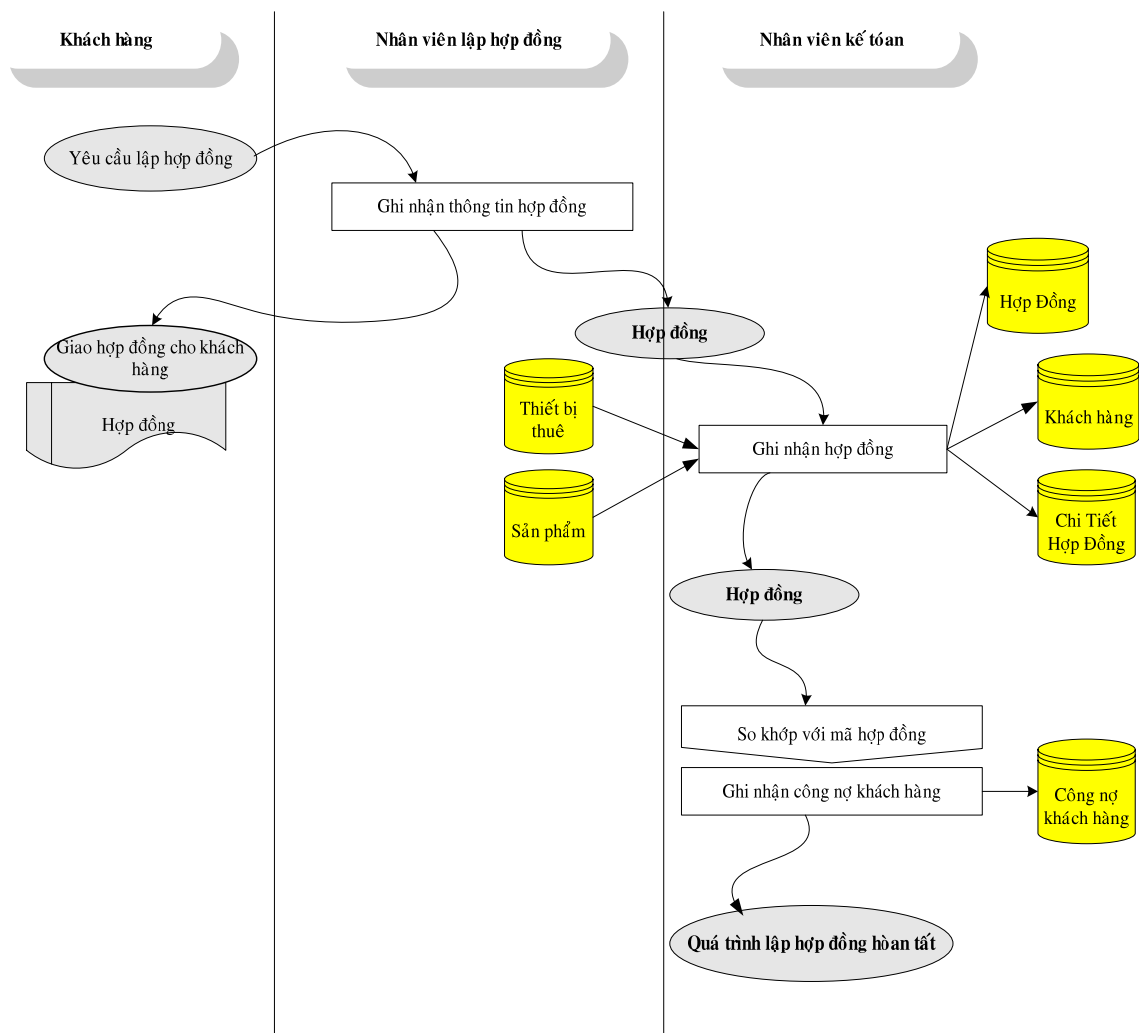 Khách hàng
Nhân viên lập hợp đồng
Nhân viên kế tóan
Yêu cầu lập hợp đồng
Ghi nhận thông tin hợp đồng
Hợp Đồng
Hợp đồng
Giao hợp đồng cho khách
hàng
Hợp đồng
Thiết bị
thuê
Khách hàng
Ghi nhận hợp đồng
Sản phẩm
Chi Tiết
Hợp Đồng
Hợp đồng
So khớp với mã hợp đồng
Ghi nhận công nợ khách hàng
Công nợ
khách hàng
Quá trình lập hợp đồng hòan tất